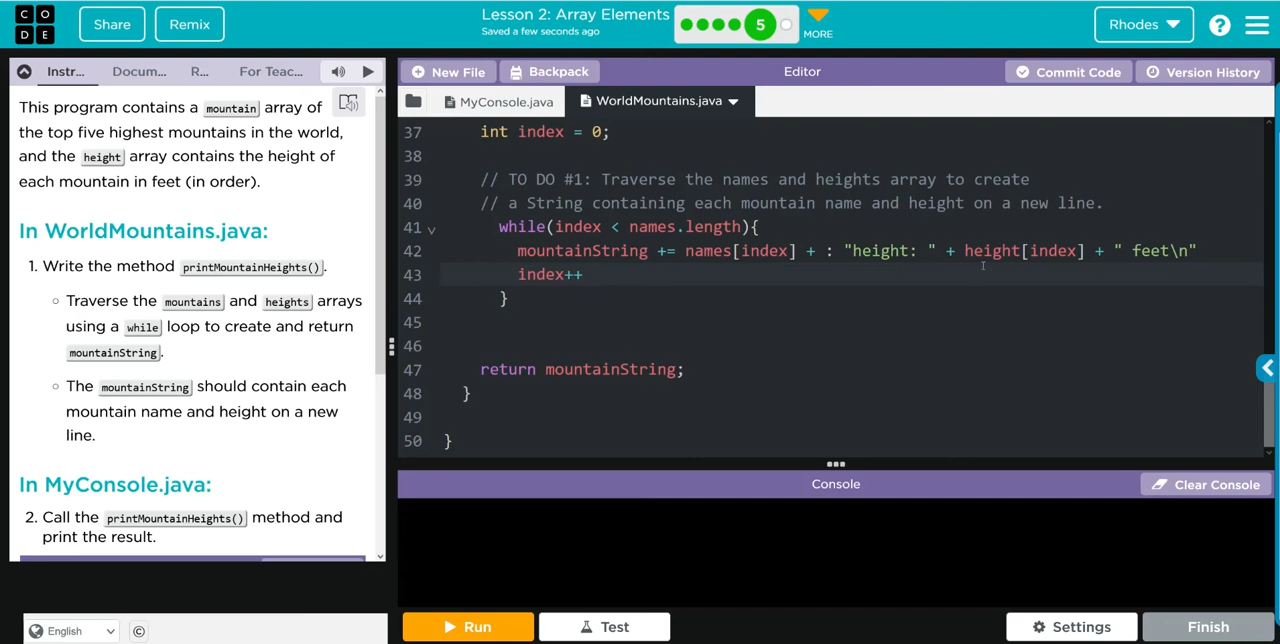 CODE
Share
Remix
Lesson 2: Array Elements
Saved a few seconds ago
5
MORE
Rhodes
?
Instr...
Docum...
R...
For Teac...
New File
Backpack
Editor
Commit Code
Version History
MyConsole.java
WorldMountains.java
This program contains a mountain array of
the top five highest mountains in the world,
and the height array contains the height of
each mountain in feet (in order).
In WorldMountains.java:
1. Write the method printMountainHeights().
Traverse the mountains and heights arrays
using a while loop to create and return
mountainString.
The mountainString should contain each
mountain name and height on a new
line.
In MyConsole.java:
2. Call the printMountainHeights() method and
print the result.
37 int index = 0;
38
39 // TO DO #1: Traverse the names and heights array to create
40 // a String containing each mountain name and height on a new line.
41 while(index < names.length){
42 mountainString += names[index] + : "height: " + height[index] + " feet\n"
43 index++
44 }
45
46
47 return mountainString;
48 }
49
50 }
Console
Clear Console
English
©
Run
Test
Settings
Finish